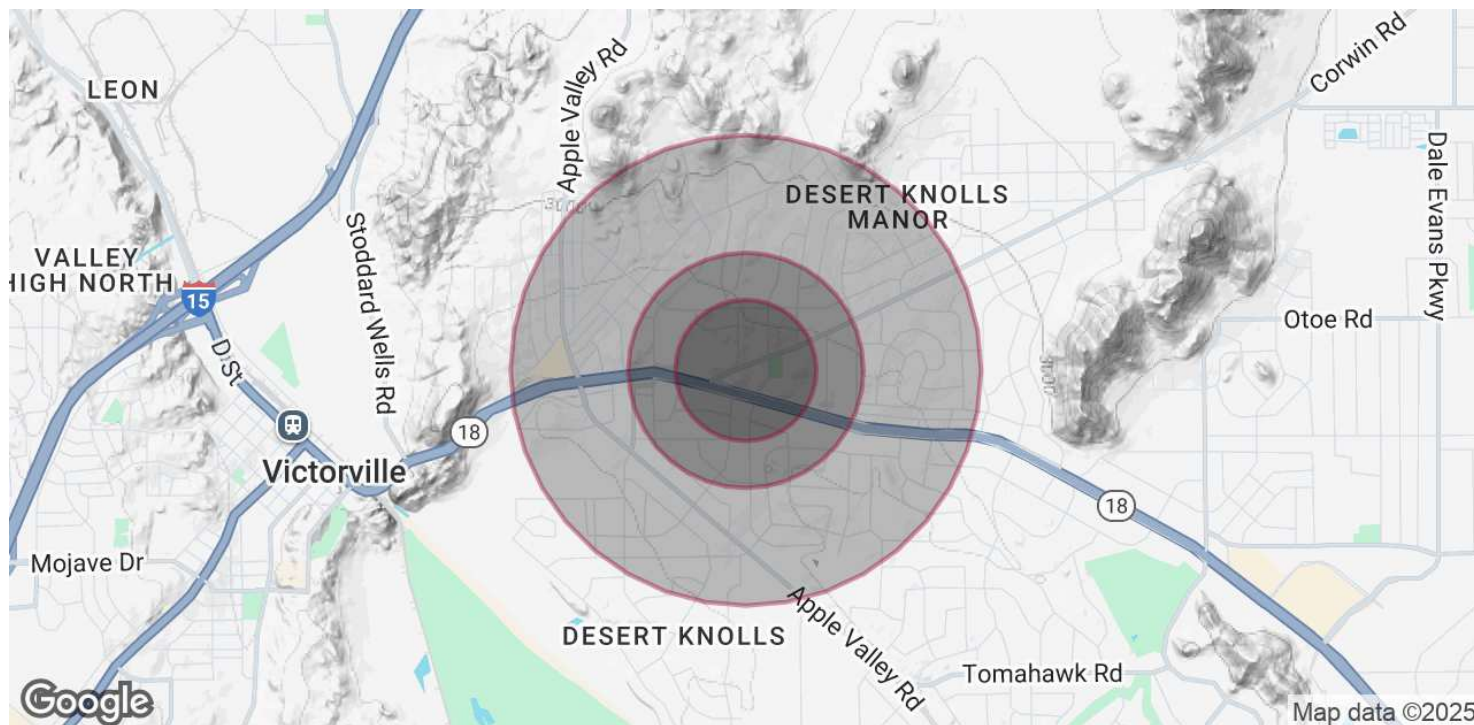 LEON
Apple Valley Rd
Corwin Rd
Dale Evans Pkwy
DESERT KNOLLS
MANOR
Stoddard Wells Rd
3000
VALLEY
HIGH NORTH
15
Otoe Rd
D St
3000
18
Victorville
18
Mojave Dr
DESERT KNOLLS
Apple Valley Rd
Tomahawk Rd
Google
Map data ©2025